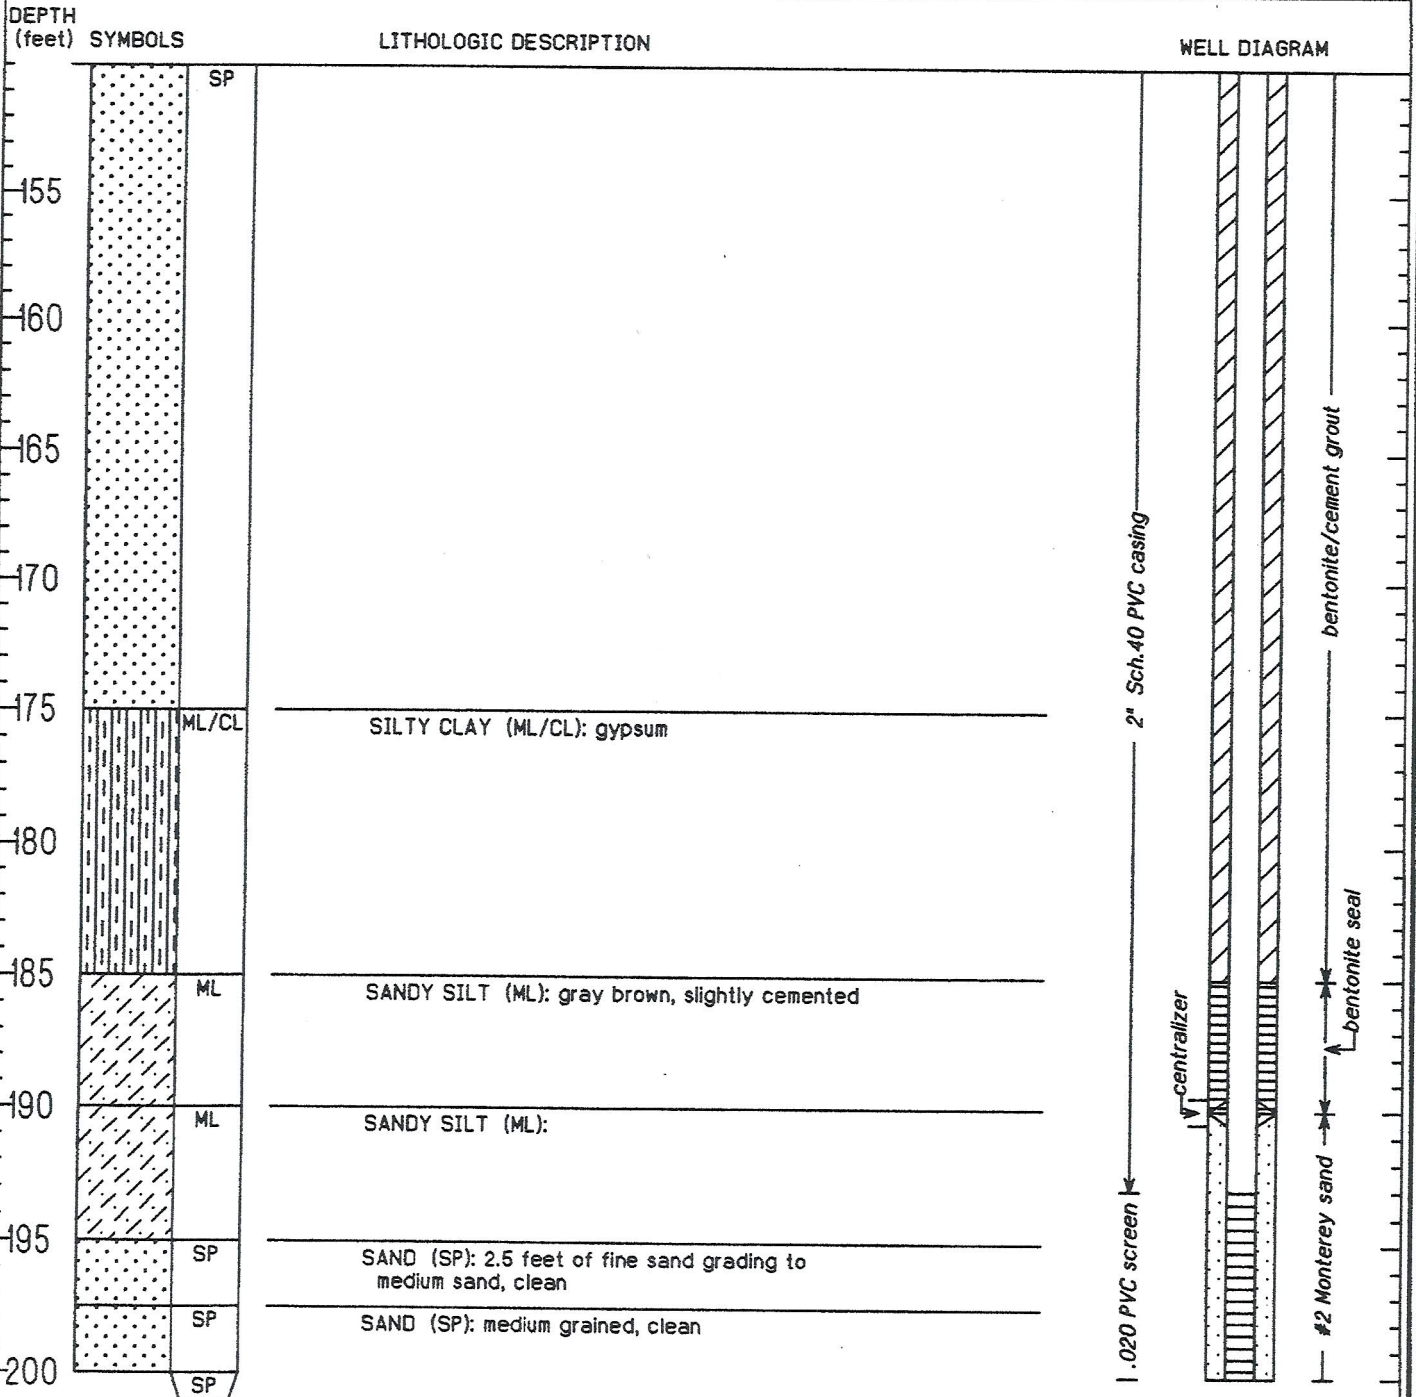 DEPTH
(feet) SYMBOLS LITHOLOGIC DESCRIPTION WELL DIAGRAM
SP
155
160
165
170
175
ML/CL SILTY CLAY (ML/CL): gypsum
180
185
ML SANDY SILT (ML): gray brown, slightly cemented
190
ML SANDY SILT (ML):
195
SP SAND (SP): 2.5 feet of fine sand grading to
medium sand, clean
SP SAND (SP): medium grained, clean
200
SP
2" Sch.40 PVC casing
.020 PVC screen
centralizer
bentonite/cement grout
bentonite seal
#2 Monterey sand